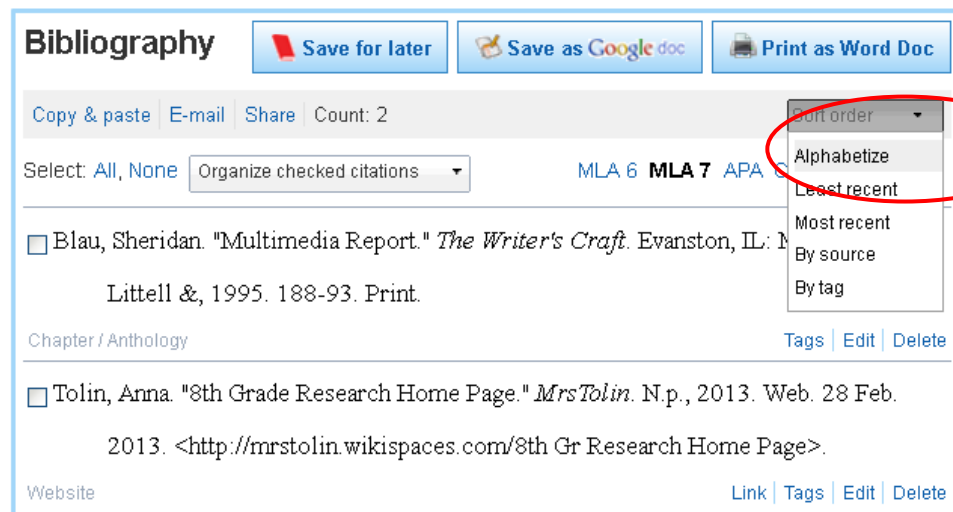 Bibliography Save for later Save as Google doc Print as Word Doc
Copy & paste E-mail Share Count: 2 Sort order
Select: All, None Organize checked citations MLA 6 MLA 7 APA
Alphabetize
Least recent
Most recent
By source
By tag
Blau, Sheridan. "Multimedia Report." The Writer's Craft. Evanston, IL:
Littell &, 1995. 188-93. Print.
Chapter / Anthology Tags Edit Delete
Tolin, Anna. "8th Grade Research Home Page." MrsTolin. N.p., 2013. Web. 28 Feb.
2013. <http://mrstolin.wikispaces.com/8th Gr Research Home Page>.
Website Link Tags Edit Delete